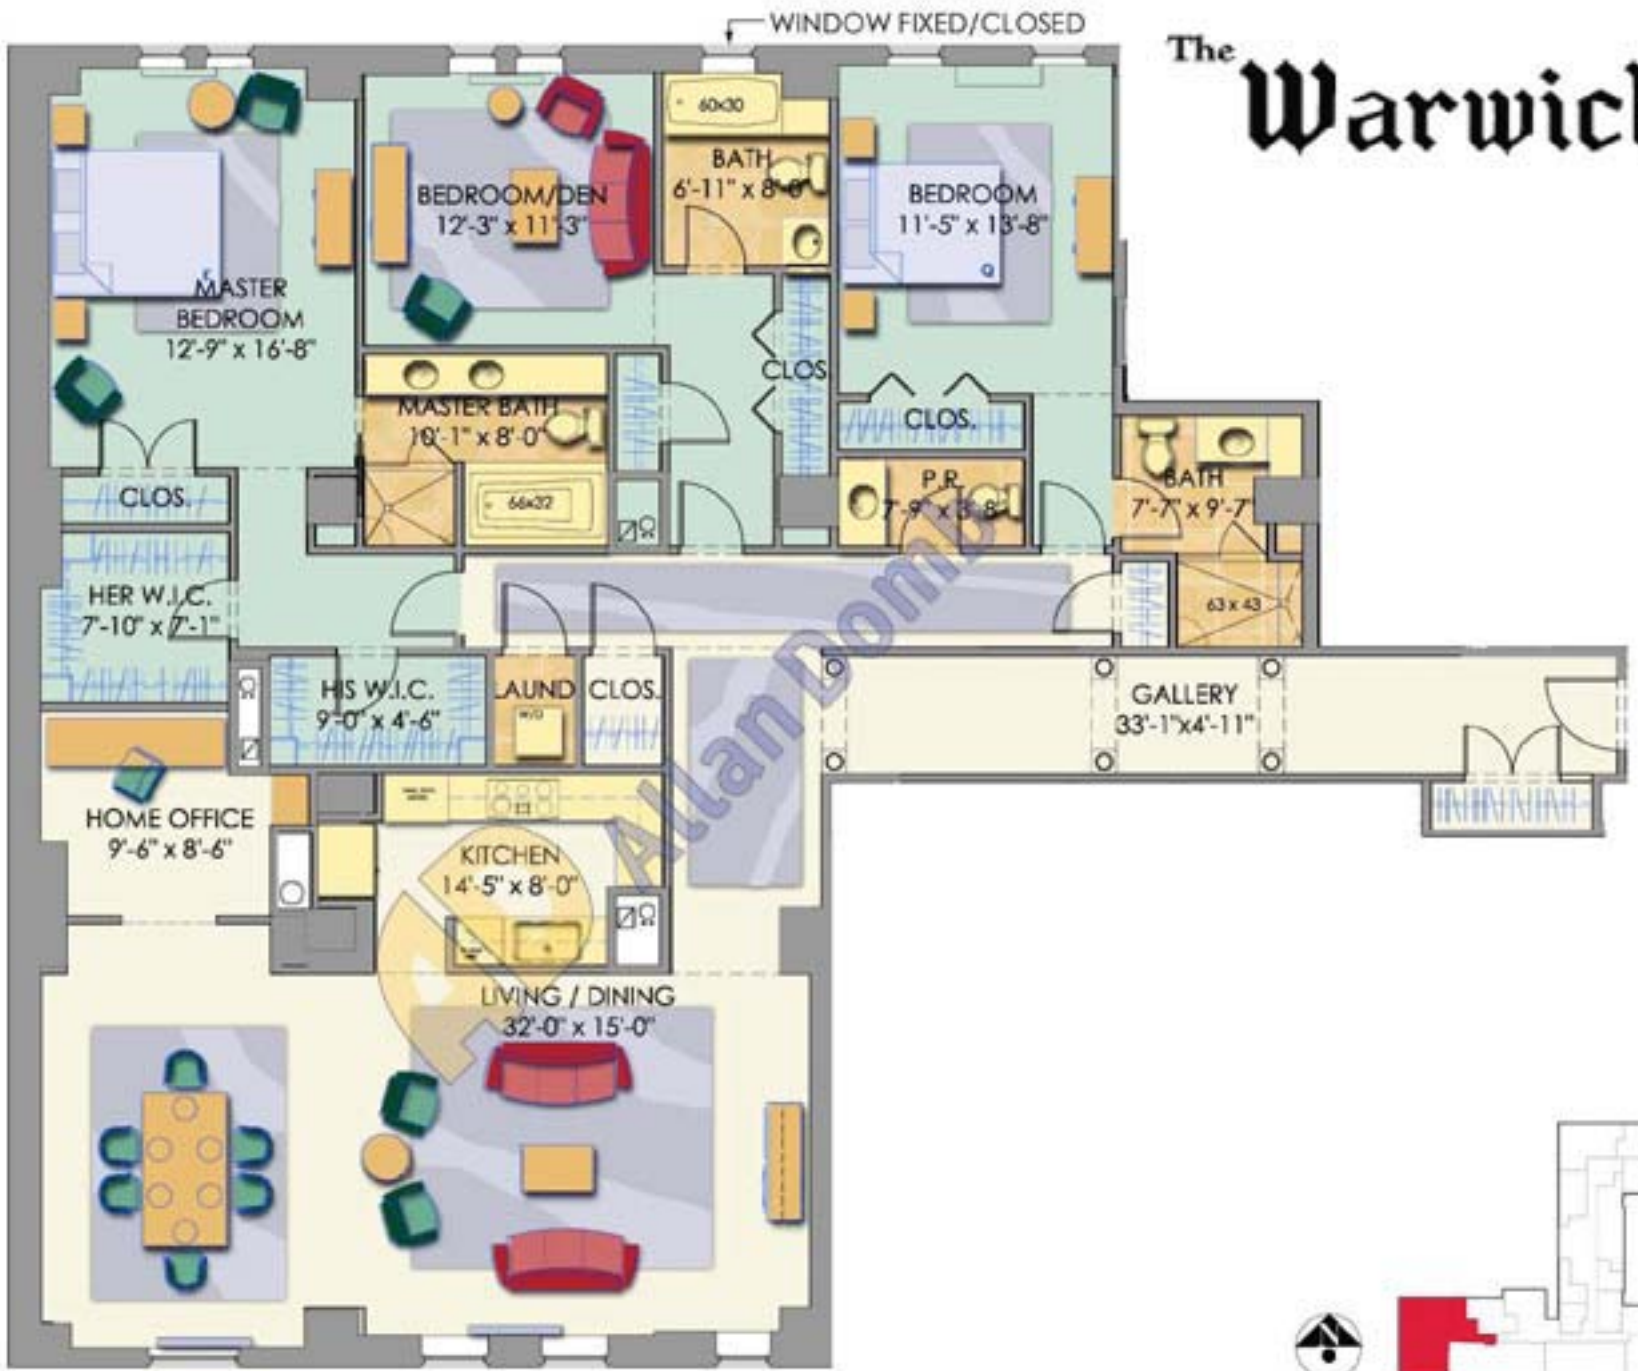 WINDOW FIXED/CLOSED
The
Warwick
60x30
BATH
6'-11" x 8'-0"
BEDROOM/DEN
12'-3" x 11'-3"
BEDROOM
11'-5" x 13'-8"
Q
MASTER
BEDROOM
12'-9" x 16'-8"
CLOS
MASTER BATH
10'-1" x 8'-0"
CLOS.
CLOS.
66x32
P.R.
7'-9" x 3'-8"
BATH
7'-7" x 9'-7"
HER W.I.C.
7'-10" x 7'-1"
63 x 43
HIS W.I.C.
9'-0" x 4'-6"
LAUND
W/D
CLOS.
GALLERY
33'-1"x4'-11"
Allan Domb
HOME OFFICE
9'-6" x 8'-6"
KITCHEN
14'-5" x 8'-0"
LIVING / DINING
32'-0" x 15'-0"
N